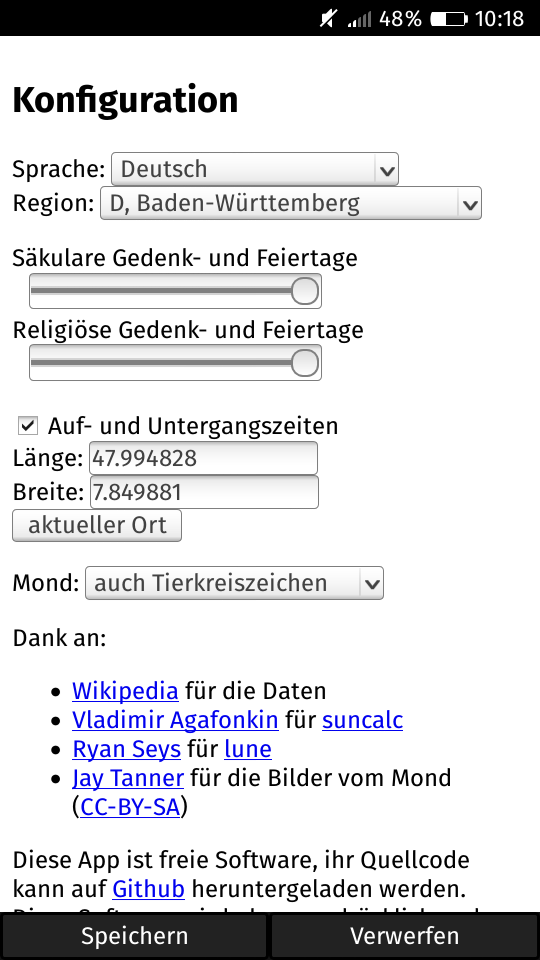 48% 10:18
Konfiguration
Sprache: Deutsch
Region: D, Baden-Württemberg
Säkulare Gedenk- und Feiertage
Religiöse Gedenk- und Feiertage
Auf- und Untergangszeiten
Länge: 47.994828
Breite: 7.849881
aktueller Ort
Mond: auch Tierkreiszeichen
Dank an:
• Wikipedia für die Daten
• Vladimir Agafonkin für suncalc
• Ryan Seys für lune
• Jay Tanner für die Bilder vom Mond
(CC-BY-SA)
Diese App ist freie Software, ihr Quellcode
kann auf Github heruntergeladen werden.
Speichern Verwerfen